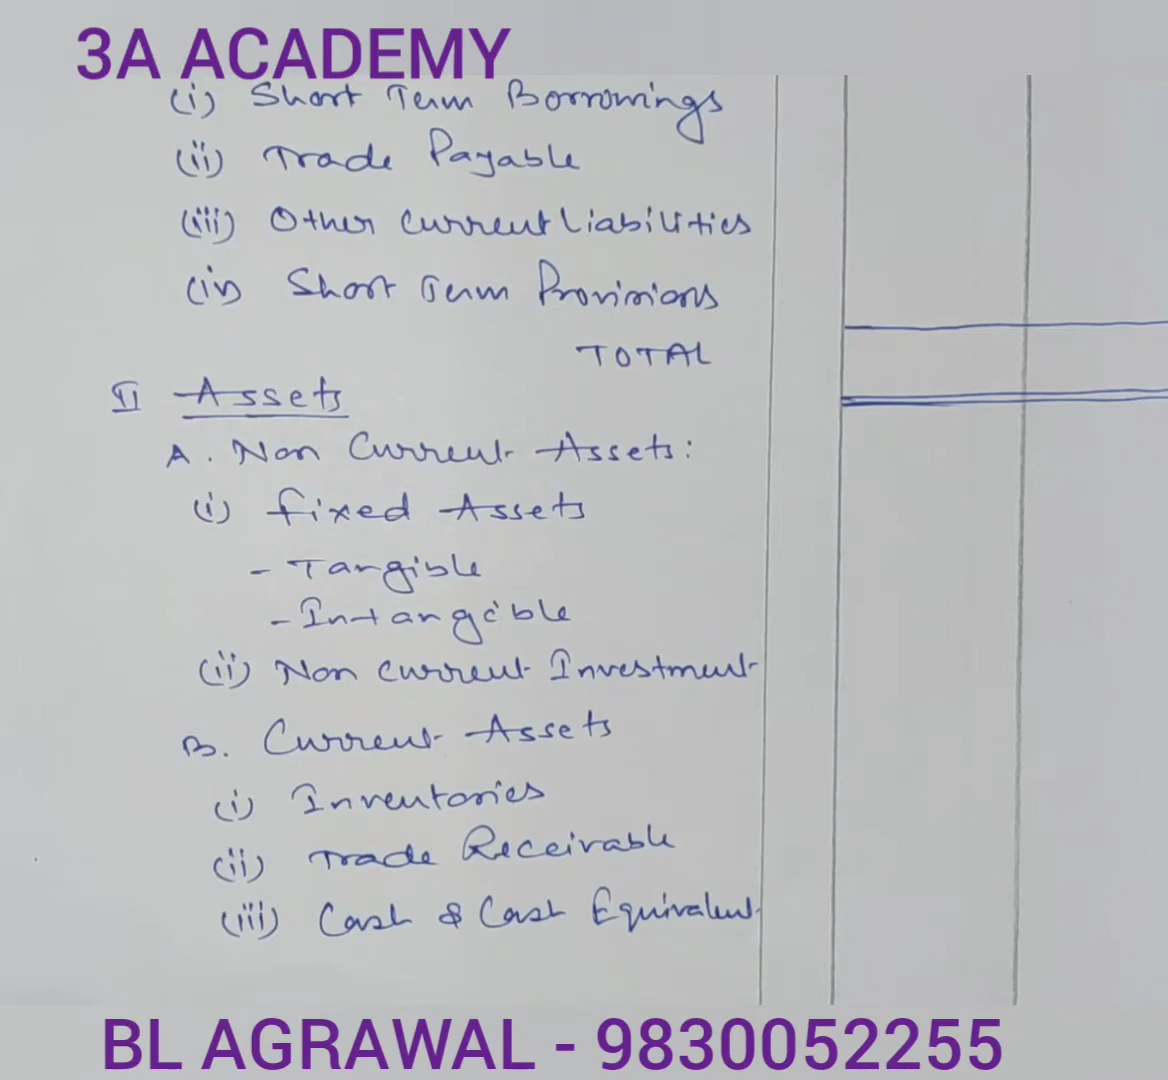 3A ACADEMY
(i) Short Term Borrowings
(ii) Trade Payable
(iii) Other Current Liabilities
(iv) Short Term Provisions
TOTAL
II Assets
A. Non Current Assets:
(i) Fixed Assets
- Tangible
- Intangible
(ii) Non Current Investment
B. Current Assets
(i) Inventories
(ii) Trade Receivable
(iii) Cash & Cash Equivalent
BL AGRAWAL - 9830052255